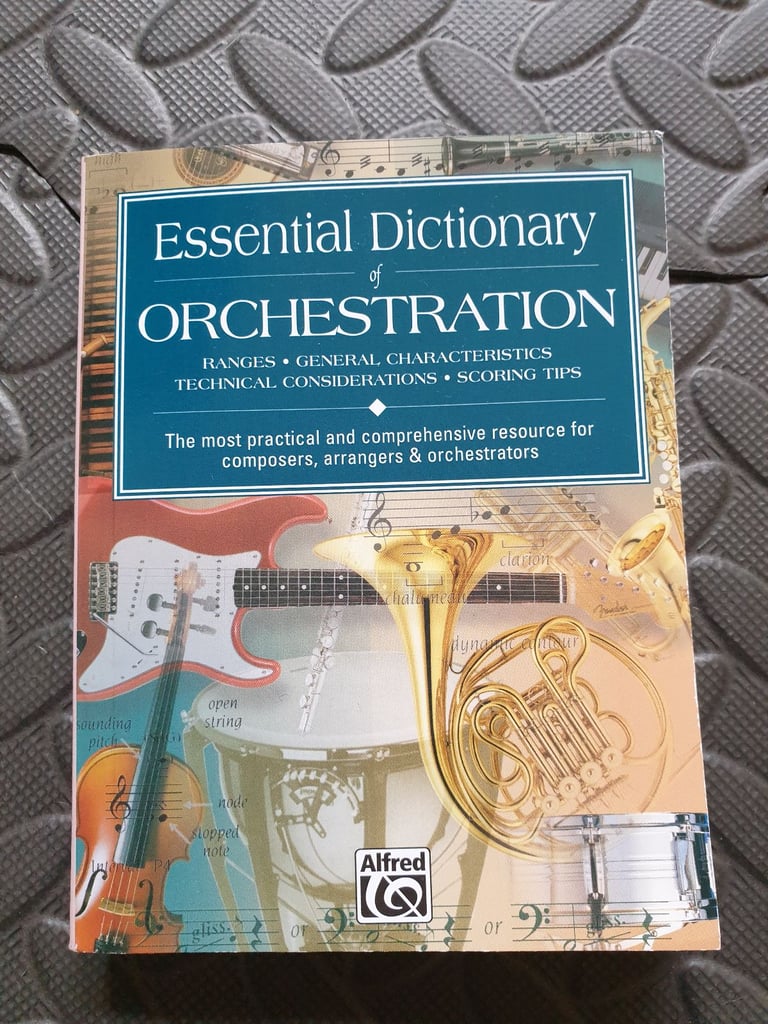 Essential Dictionary
of
ORCHESTRATION
RANGES • GENERAL CHARACTERISTICS
TECHNICAL CONSIDERATIONS • SCORING TIPS
The most practical and comprehensive resource for
composers, arrangers & orchestrators
clarion
dynamic contour
open
string
sounding
pitch
node
stopped
note
Alfred
gliss.
or
or
gliss.